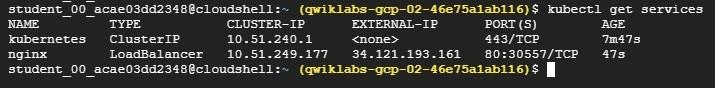 student_00_acae03dd2348@cloudshell:~ (qwiklabs-gcp-02-46e75a1ab116)$ kubectl get services
NAME TYPE CLUSTER-IP EXTERNAL-IP PORT(S) AGE
kubernetes ClusterIP 10.51.240.1 <none> 443/TCP 7m47s
nginx LoadBalancer 10.51.249.177 34.121.193.161 80:30557/TCP 47s
student_00_acae03dd2348@cloudshell:~ (qwiklabs-gcp-02-46e75a1ab116)$